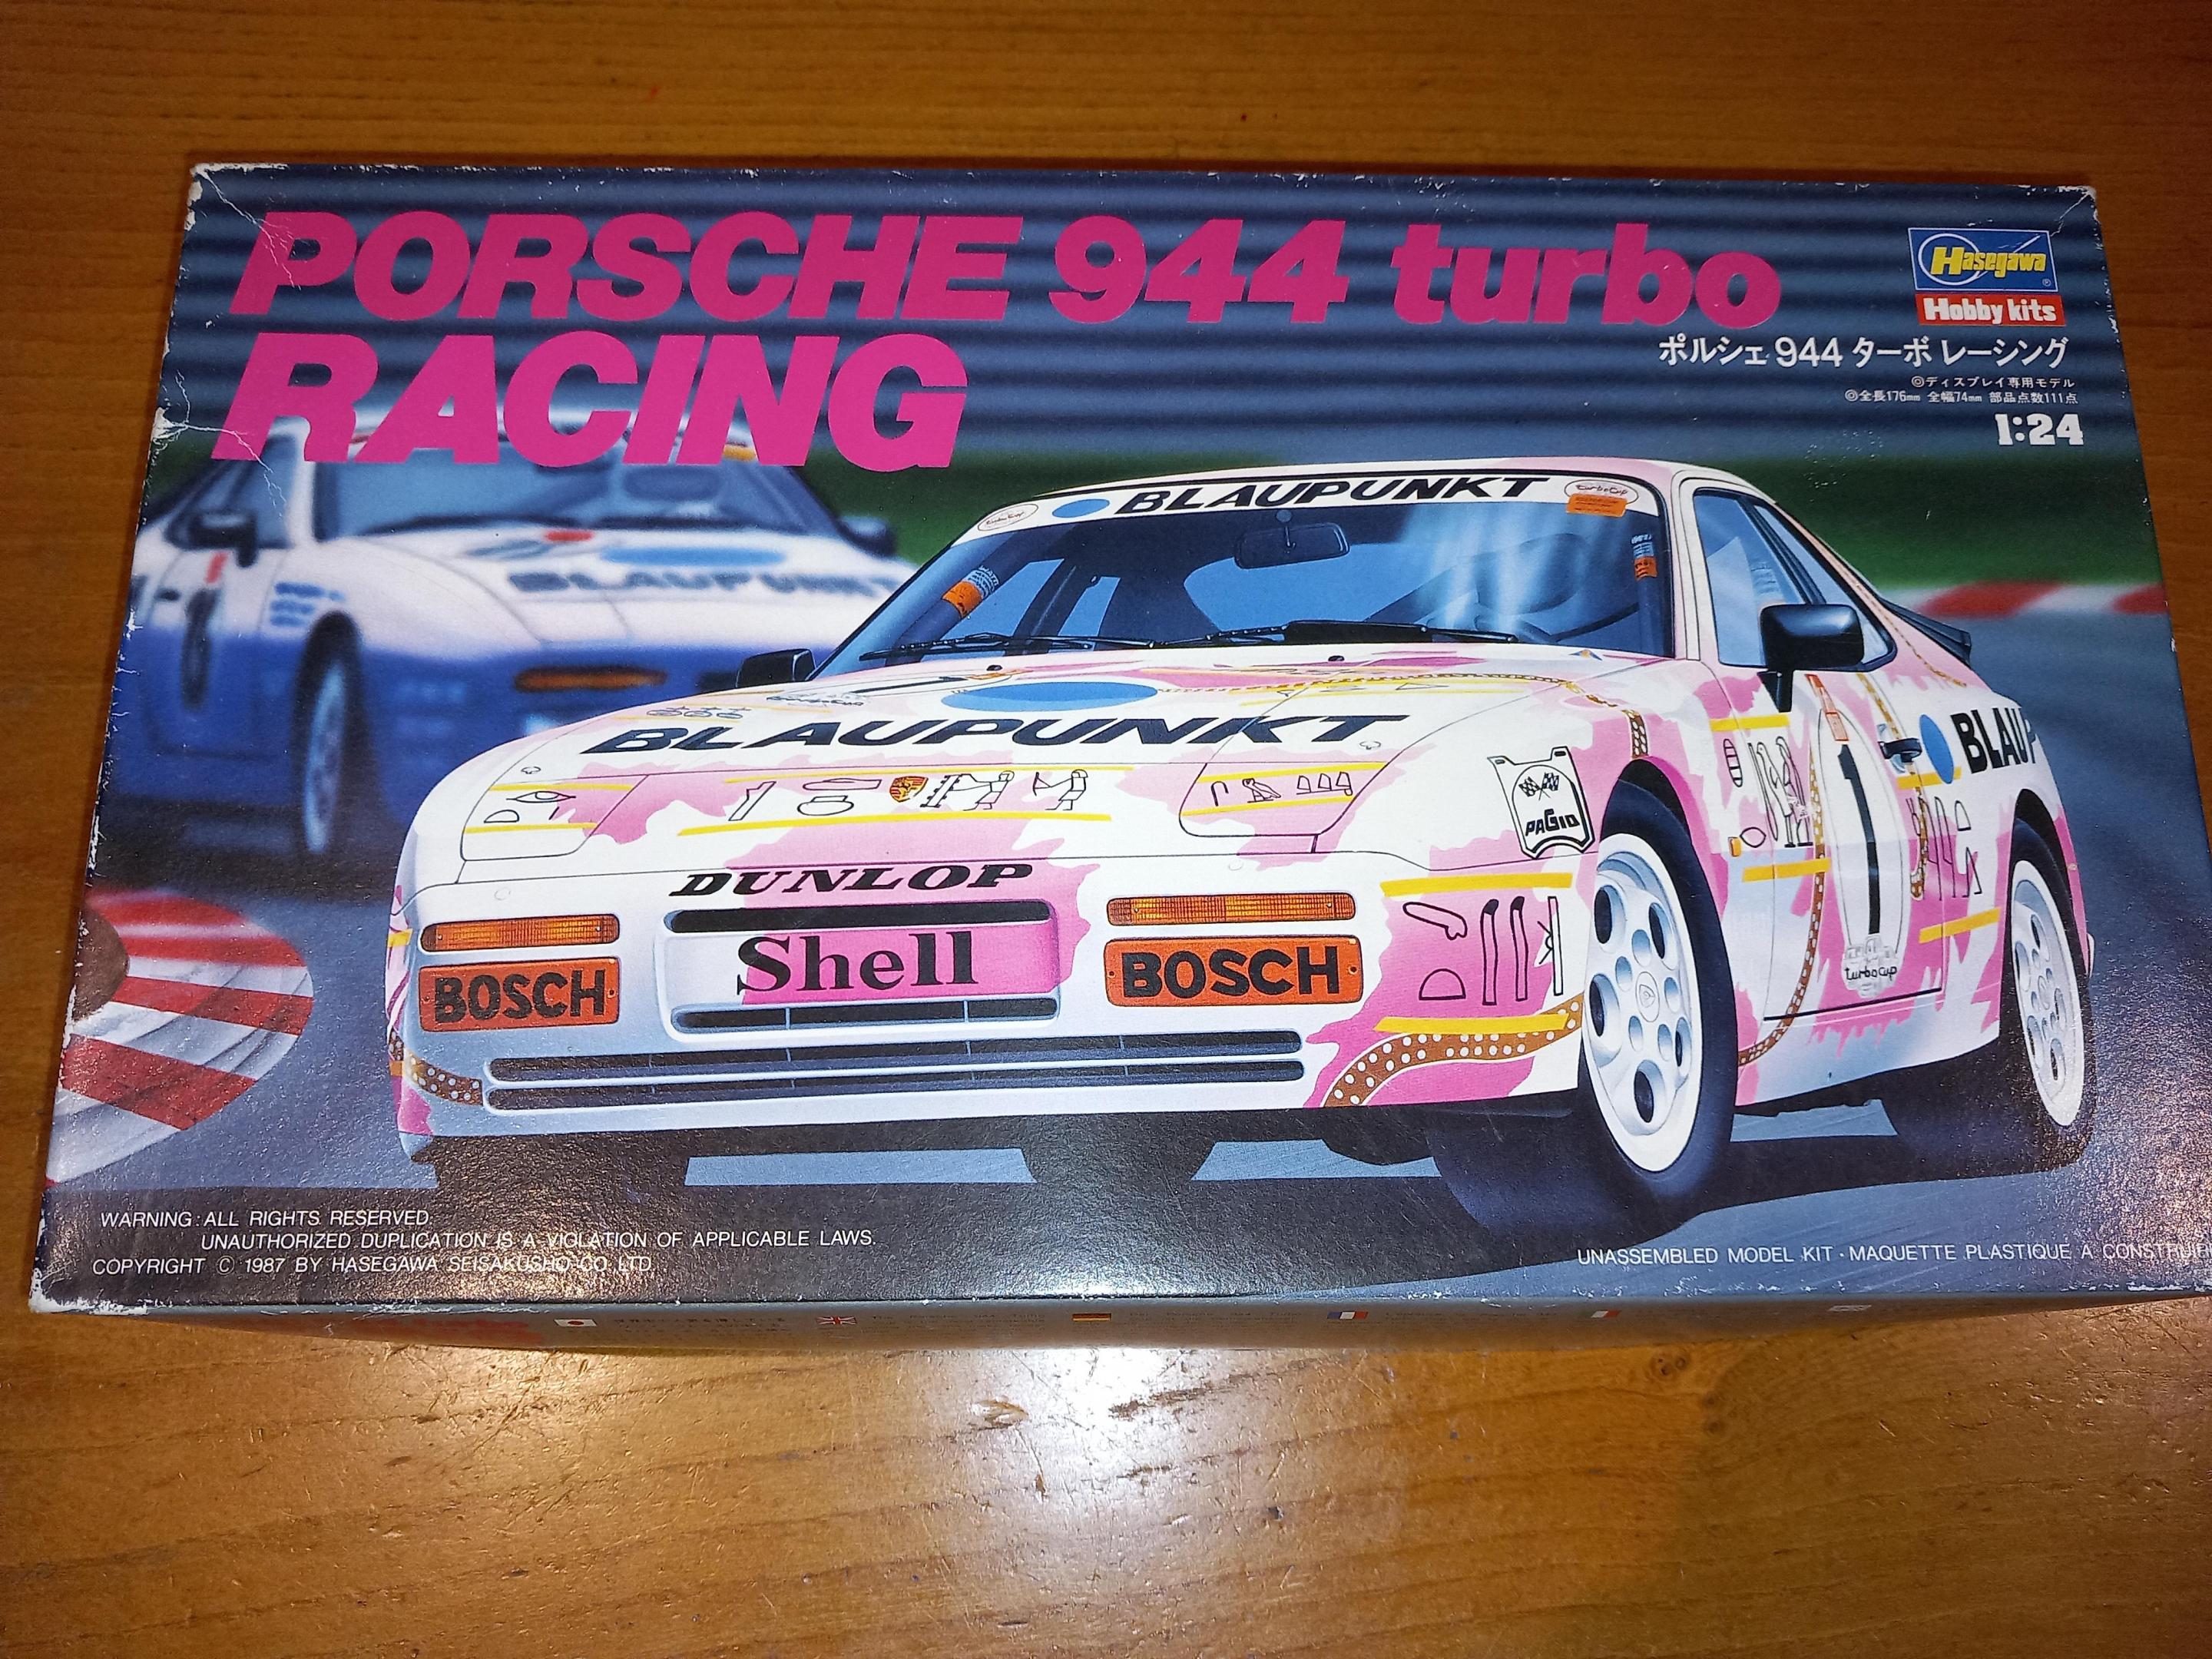 PORSCHE 944 turbo
RACING
Hasegawa
Hobby kits
ポルシェ 944 ターボ レーシング
◎ディスプレイ専用モデル
◎全長176mm 全幅74mm 部品点数111点
1:24
BLAUPUNKT
turbo cup
BLAUPUNKT
BLAUPUNKT
BLAUP
1
PAGID
DUNLOP
Shell
BOSCH
BOSCH
turbo cup
WARNING : ALL RIGHTS RESERVED.
UNAUTHORIZED DUPLICATION IS A VIOLATION OF APPLICABLE LAWS.
COPYRIGHT © 1987 BY HASEGAWA SEISAKUSHO CO. LTD.
UNASSEMBLED MODEL KIT · MAQUETTE PLASTIQUE A CONSTRUIR